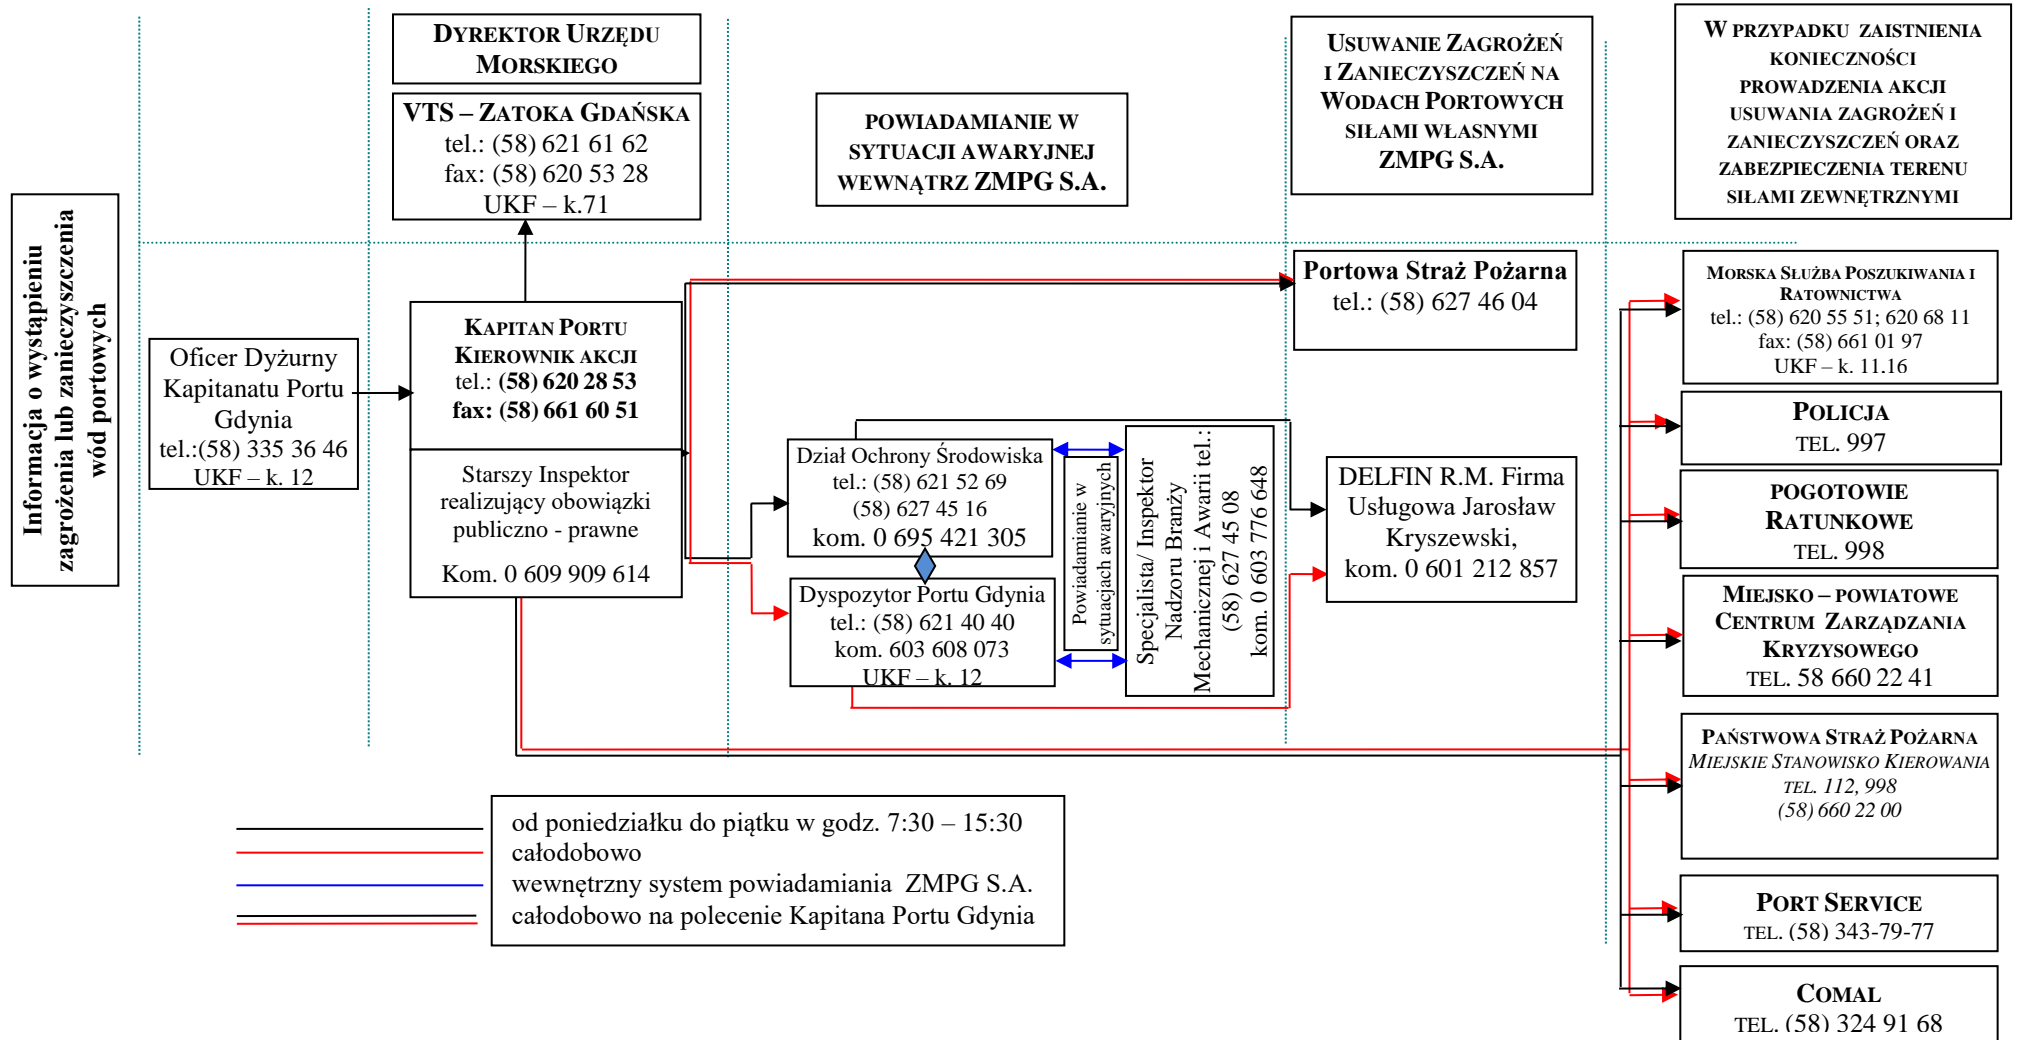 Informacja o wystąpieniu
zagrożenia lub zanieczyszczenia
wód portowych
Oficer Dyżurny
Kapitanatu Portu
Gdynia
tel.:(58) 335 36 46
UKF – k. 12
DYREKTOR URZĘDU
MORSKIEGO
VTS – ZATOKA GDAŃSKA
tel.: (58) 621 61 62
fax: (58) 620 53 28
UKF – k.71
KAPITAN PORTU
KIEROWNIK AKCJI
tel.: (58) 620 28 53
fax: (58) 661 60 51
Starszy Inspektor
realizujący obowiązki
publiczno - prawne
Kom. 0 609 909 614
POWIADAMIANIE W
SYTUACJI AWARYJNEJ
WEWNĄTRZ ZMPG S.A.
Dział Ochrony Środowiska
tel.: (58) 621 52 69
(58) 627 45 16
kom. 0 695 421 305
Dyspozytor Portu Gdynia
tel.: (58) 621 40 40
kom. 603 608 073
UKF – k. 12
Powiadamianie w
sytuacjach awaryjnych
Specjalista/ Inspektor
Nadzoru Branży
Mechanicznej i Awarii tel.:
(58) 627 45 08
kom. 0 603 776 648
USUWANIE ZAGROŻEŃ
I ZANIECZYSZCZEŃ NA
WODACH PORTOWYCH
SIŁAMI WŁASNYMI
ZMPG S.A.
Portowa Straż Pożarna
tel.: (58) 627 46 04
DELFIN R.M. Firma
Usługowa Jarosław
Kryszewski,
kom. 0 601 212 857
W PRZYPADKU ZAISTNIENIA
KONIECZNOŚCI
PROWADZENIA AKCJI
USUWANIA ZAGROŻEŃ I
ZANIECZYSZCZEŃ ORAZ
ZABEZPIECZENIA TERENU
SIŁAMI ZEWNĘTRZNYMI
MORSKA SŁUŻBA POSZUKIWANIA I
RATOWNICTWA
tel.: (58) 620 55 51; 620 68 11
fax: (58) 661 01 97
UKF – k. 11.16
POLICJA
TEL. 997
POGOTOWIE
RATUNKOWE
TEL. 998
MIEJSKO – POWIATOWE
CENTRUM ZARZĄDZANIA
KRYZYSOWEGO
TEL. 58 660 22 41
PAŃSTWOWA STRAŻ POŻARNA
MIEJSKIE STANOWISKO KIEROWANIA
TEL. 112, 998
(58) 660 22 00
PORT SERVICE
TEL. (58) 343-79-77
COMAL
TEL. (58) 324 91 68
od poniedziałku do piątku w godz. 7:30 – 15:30
całodobowo
wewnętrzny system powiadamiania ZMPG S.A.
całodobowo na polecenie Kapitana Portu Gdynia